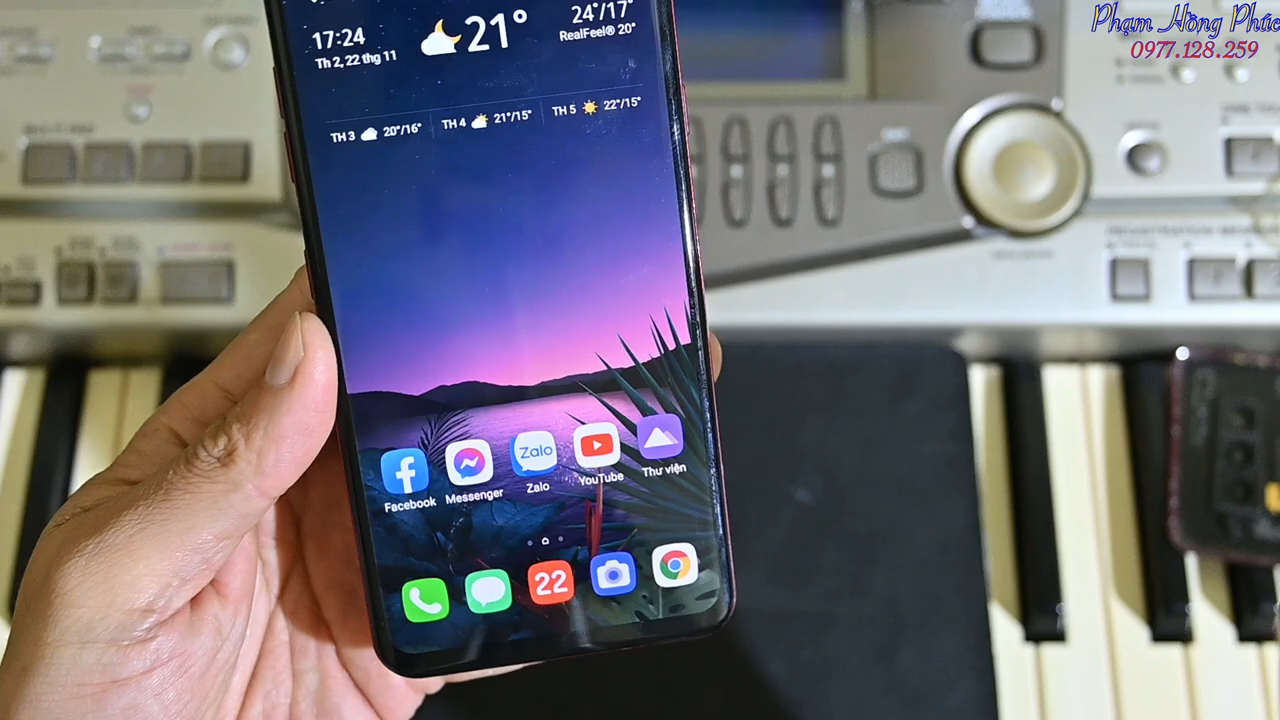 Phạm Hồng Phúc
0977.128.259
17:24
Th 2, 22 thg 11
21°
24°/17°
RealFeel® 20°
TH 3 20°/16°
TH 4 21°/15°
TH 5 22°/15°
Facebook
Messenger
Zalo
Zalo
YouTube
Thư viện
22